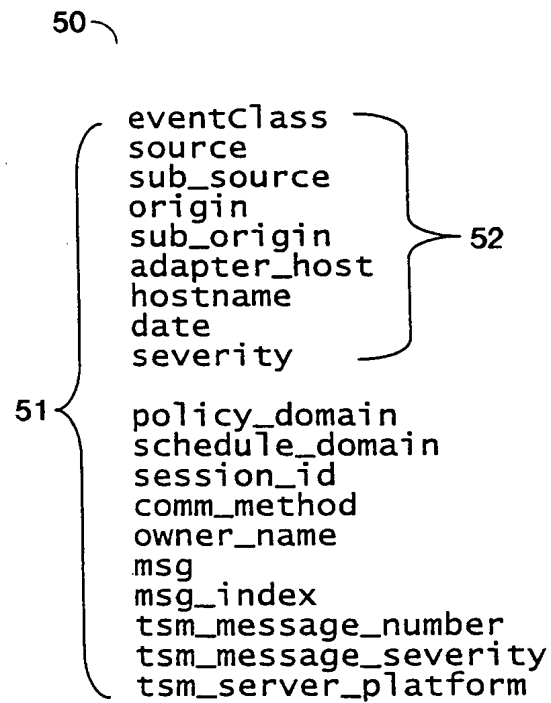 50
eventClass
source
sub_source
origin
sub_origin
52
adapter_host
hostname
date
severity
51
policy_domain
schedule_domain
session_id
comm_method
owner_name
msg
msg_index
tsm_message_number
tsm_message_severity
tsm_server_platform